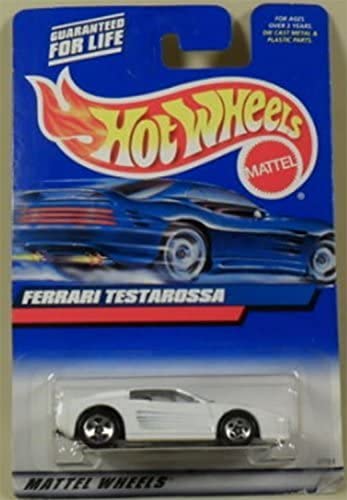 GUARANTEED
FOR LIFE
FOR AGES
OVER 3 YEARS.
DIE CAST METAL &
PLASTIC PARTS.
HOT WHEELS
MATTEL
®
FERRARI TESTAROSSA
MATTEL WHEELS